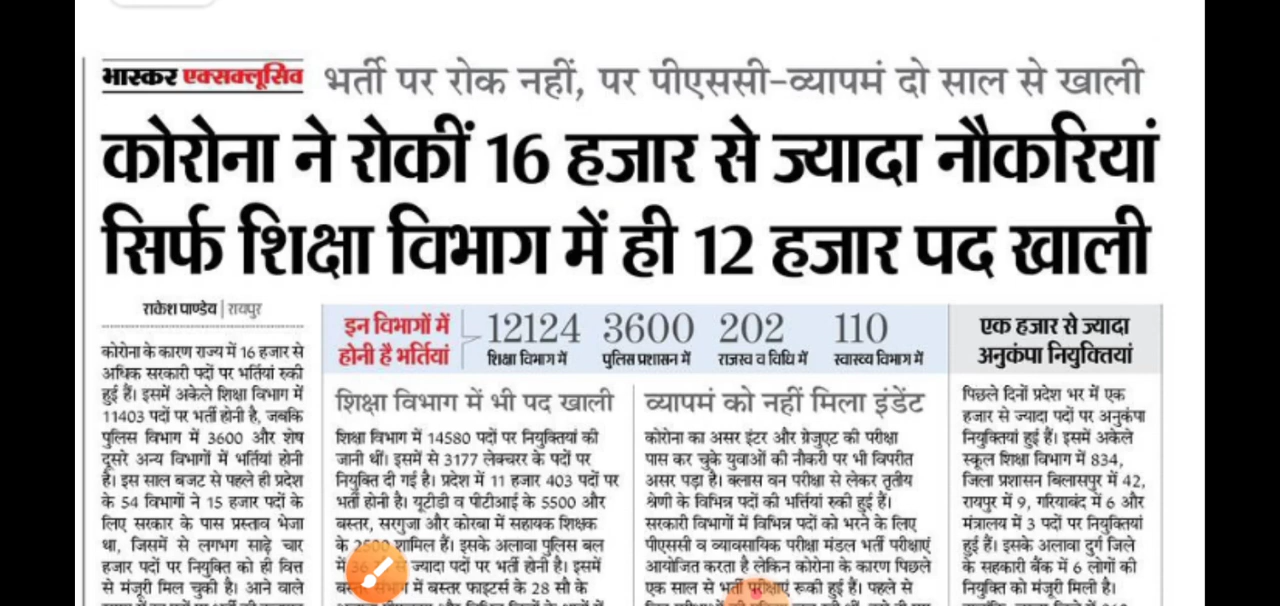 भास्कर एक्सक्लूसिव
भर्ती पर रोक नहीं, पर पीएससी-व्यापमं दो साल से खाली
कोरोना ने रोकीं 16 हजार से ज्यादा नौकरियां
सिर्फ शिक्षा विभाग में ही 12 हजार पद खाली
राकेश पाण्डेय | रायपुर
कोरोना के कारण राज्य में 16 हजार से
अधिक सरकारी पदों पर भर्तियां रुकी
हुई हैं। इसमें अकेले शिक्षा विभाग में
11403 पदों पर भर्ती होनी है, जबकि
पुलिस विभाग में 3600 और शेष
दूसरे अन्य विभागों में भर्तियां होनी
है। इस साल बजट से पहले ही प्रदेश
के 54 विभागों ने 15 हजार पदों के
लिए सरकार के पास प्रस्ताव भेजा
था, जिसमें से लगभग साढ़े चार
हजार पदों पर नियुक्ति को ही वित्त
से मंजूरी मिल चुकी है। आने वाले
इन विभागों में
होनी है भर्तियां
12124
शिक्षा विभाग में
3600
पुलिस प्रशासन में
202
राजस्व व विधि में
110
स्वास्थ्य विभाग में
शिक्षा विभाग में भी पद खाली
शिक्षा विभाग में 14580 पदों पर नियुक्तियां की
जानी थीं। इसमें से 3177 लेक्चरर के पदों पर
नियुक्ति दी गई है। प्रदेश में 11 हजार 403 पदों पर
भर्ती होनी है। यूटीडी व पीटीआई के 5500 और
बस्तर, सरगुजा और कोरबा में सहायक शिक्षक
के 2500 शामिल हैं। इसके अलावा पुलिस बल
में से ज्यादा पदों पर भर्ती होनी है। इसमें
में बस्तर फाइटर्स के 28 सौ के
व्यापमं को नहीं मिला इंडेंट
कोरोना का असर इंटर और ग्रेजुएट की परीक्षा
पास कर चुके युवाओं की नौकरी पर भी विपरीत
असर पड़ा है। क्लास वन परीक्षा से लेकर तृतीय
श्रेणी के विभिन्न पदों की भर्तियां रुकी हुई हैं।
सरकारी विभागों में विभिन्न पदों को भरने के लिए
पीएससी व व्यावसायिक परीक्षा मंडल भर्ती परीक्षाएं
आयोजित करता है लेकिन कोरोना के कारण पिछले
एक साल से भर्ती परीक्षाएं रूकी हुई हैं। पहले से
एक हजार से ज्यादा
अनुकंपा नियुक्तियां
पिछले दिनों प्रदेश भर में एक
हजार से ज्यादा पदों पर अनुकंपा
नियुक्तियां हुई हैं। इसमें अकेले
स्कूल शिक्षा विभाग में 834,
जिला प्रशासन बिलासपुर में 42,
रायपुर में 9, गरियाबंद में 6 और
मंत्रालय में 3 पदों पर नियुक्तियां
हुई हैं। इसके अलावा दुर्ग जिले
के सहकारी बैंक में 6 लोगों की
नियुक्ति को मंजूरी मिली है।